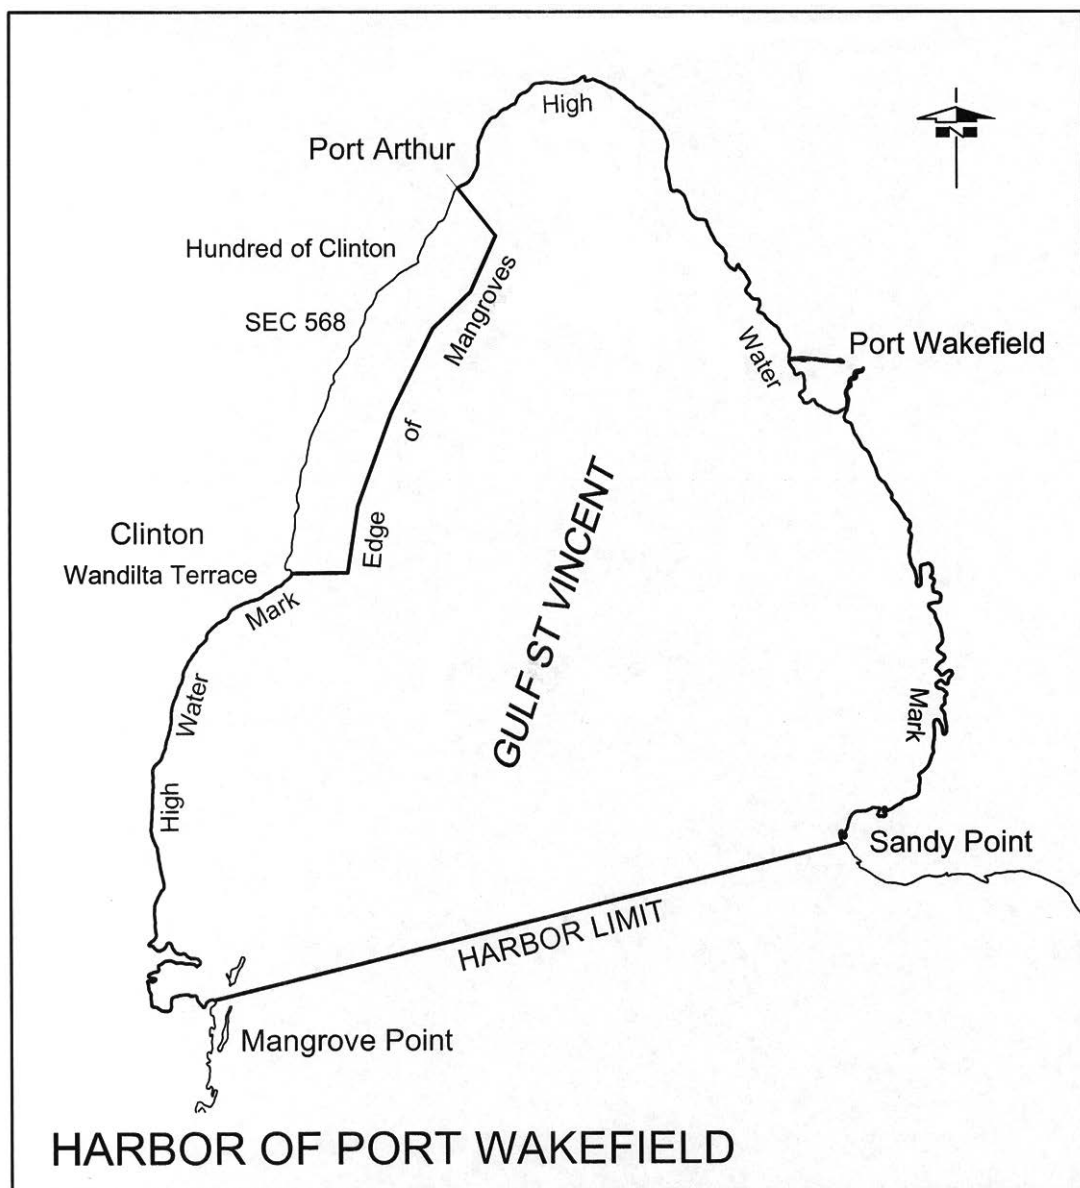 High
Port Arthur
N
Hundred of Clinton
Mangroves
SEC 568
Water
Port Wakefield
of
GULF ST VINCENT
Edge
Clinton
Wandilta Terrace
Mark
Water
Mark
High
Sandy Point
HARBOR LIMIT
Mangrove Point
HARBOR OF PORT WAKEFIELD